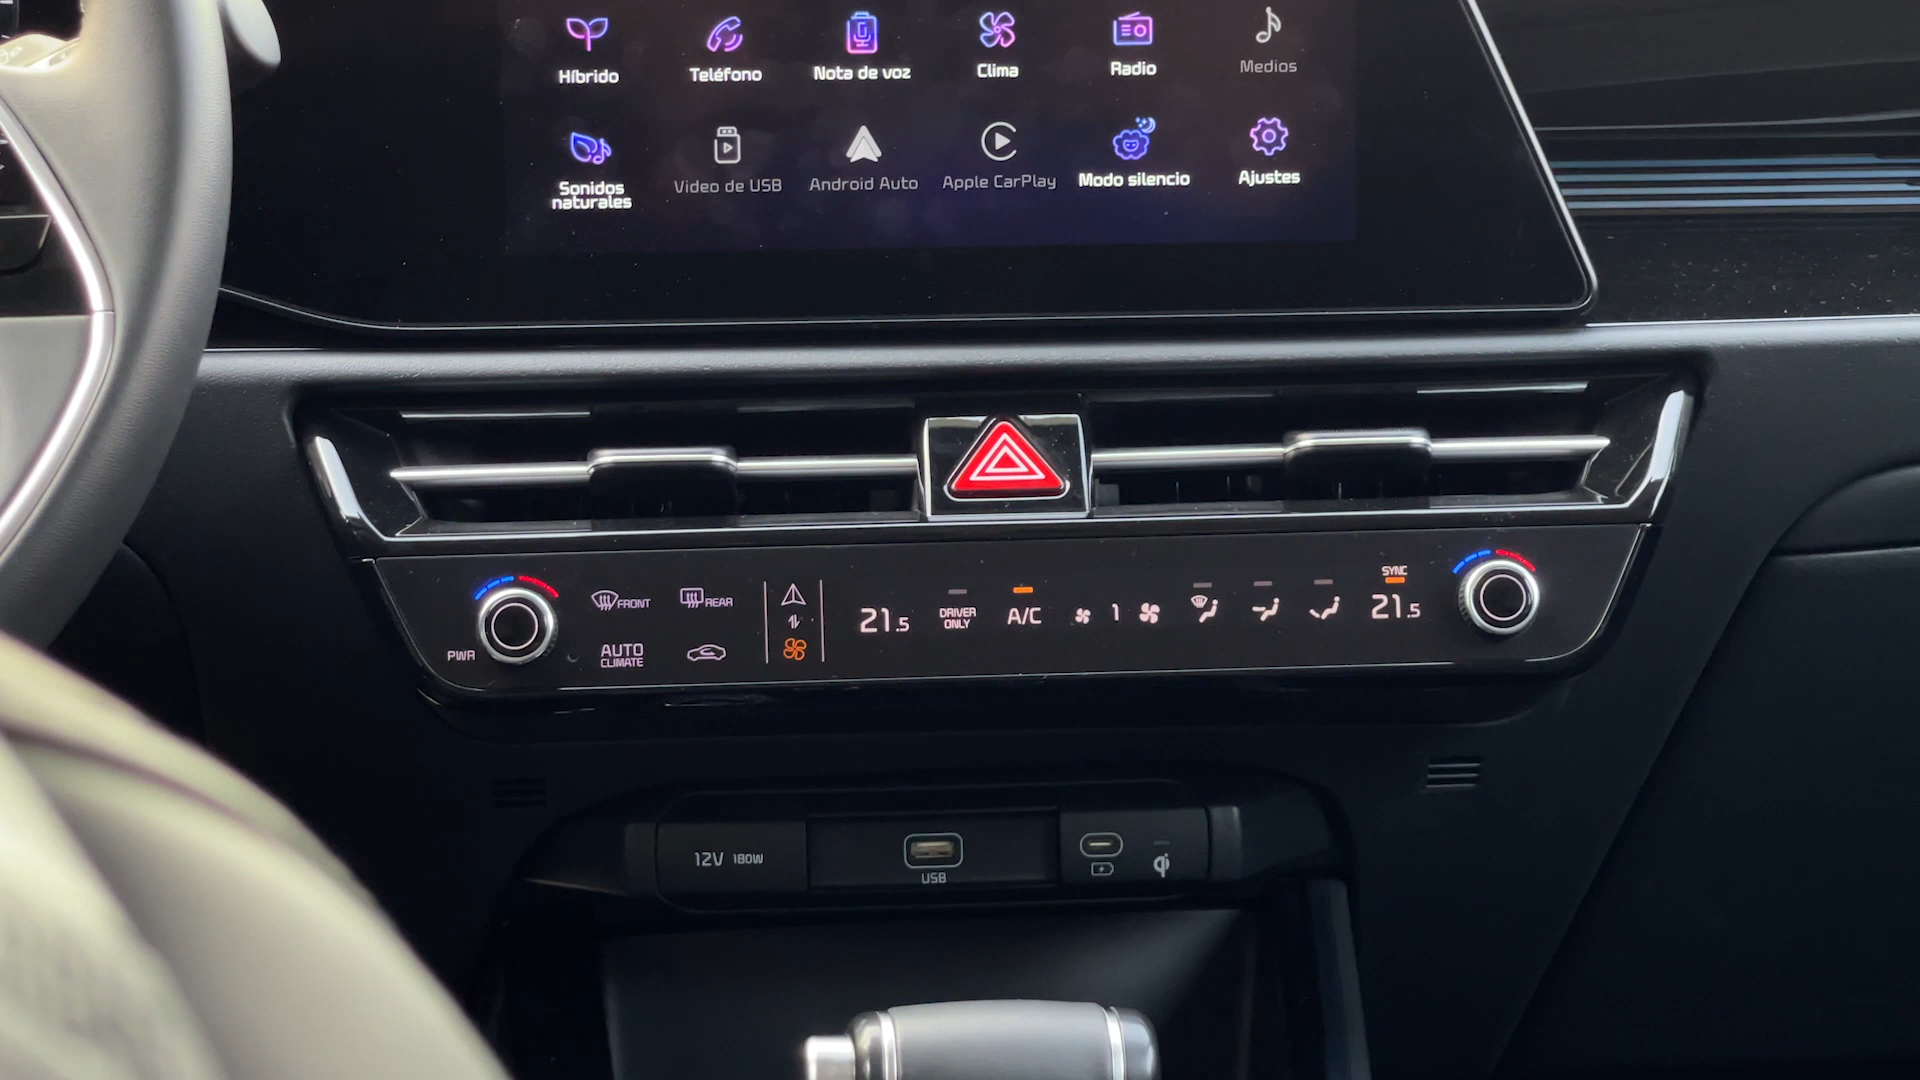 Híbrido
Teléfono
Nota de voz
Clima
Radio
Medios
Sonidos
naturales
Video de USB
Android Auto
Apple CarPlay
Modo silencio
Ajustes
PWR
FRONT
REAR
AUTO
CLIMATE
21.5
DRIVER
ONLY
A/C
1
SYNC
21.5
12V 180W
USB